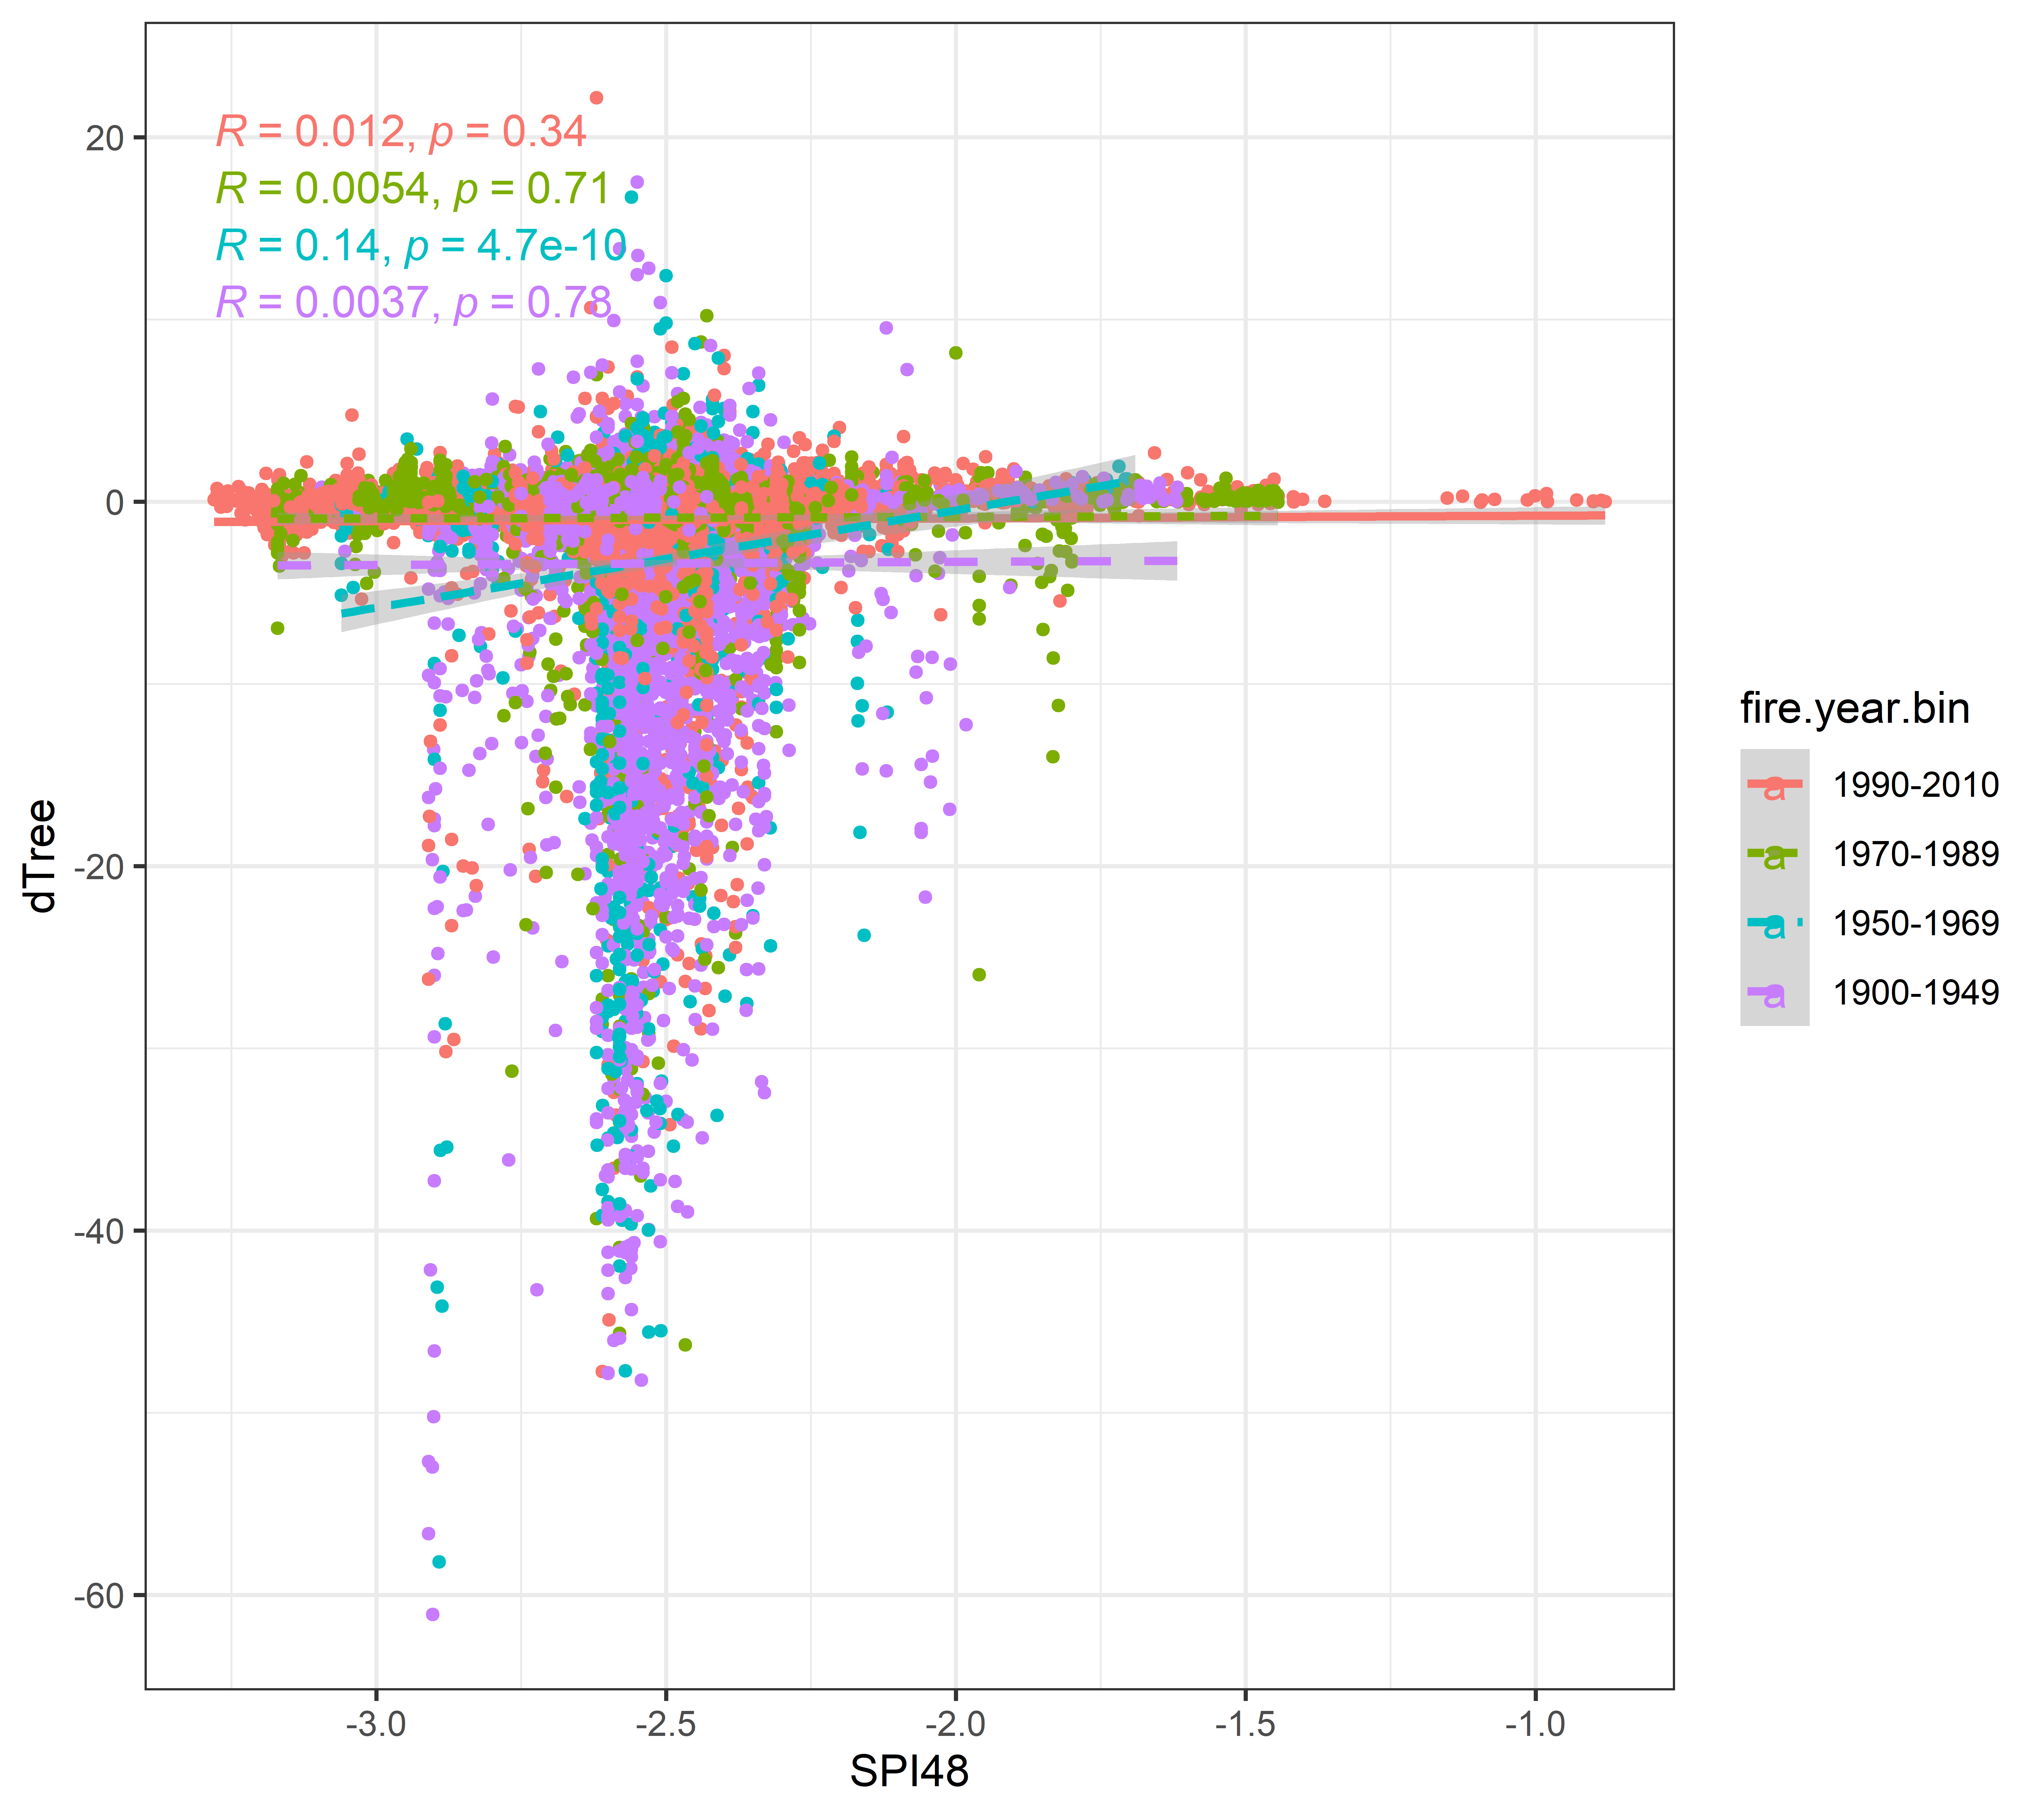 R = 0.012, p = 0.34
R = 0.0054, p = 0.71
R = 0.14, p = 4.7e-10
R = 0.0037, p = 0.78
20
0
-20
-40
-60
dTree
-3.0
-2.5
-2.0
-1.5
-1.0
SPI48
fire.year.bin
a 1990-2010
a 1970-1989
a 1950-1969
a 1900-1949